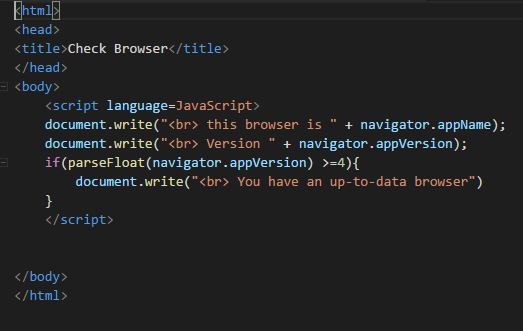 <html>
<head>
<title>Check Browser</title>
</head>
<body>
    <script language=JavaScript>
    document.write("<br> this browser is " + navigator.appName);
    document.write("<br> Version " + navigator.appVersion);
    if(parseFloat(navigator.appVersion) >=4){
        document.write("<br> You have an up-to-data browser")
    }
    </script>
</body>
</html>